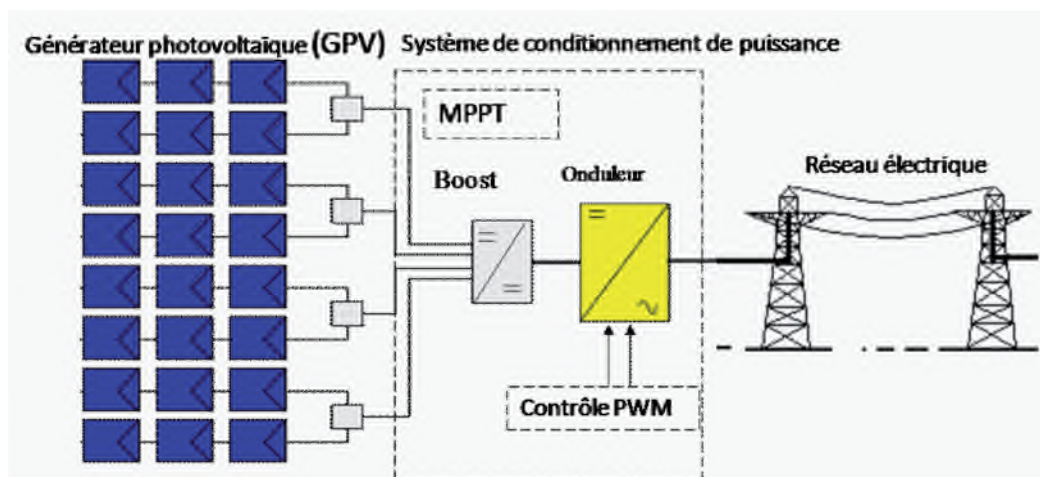 Générateur photovoltaïque (GPV) Système de conditionnement de puissance
MPPT
Boost
Onduleur
Réseau électrique
Contrôle PWM